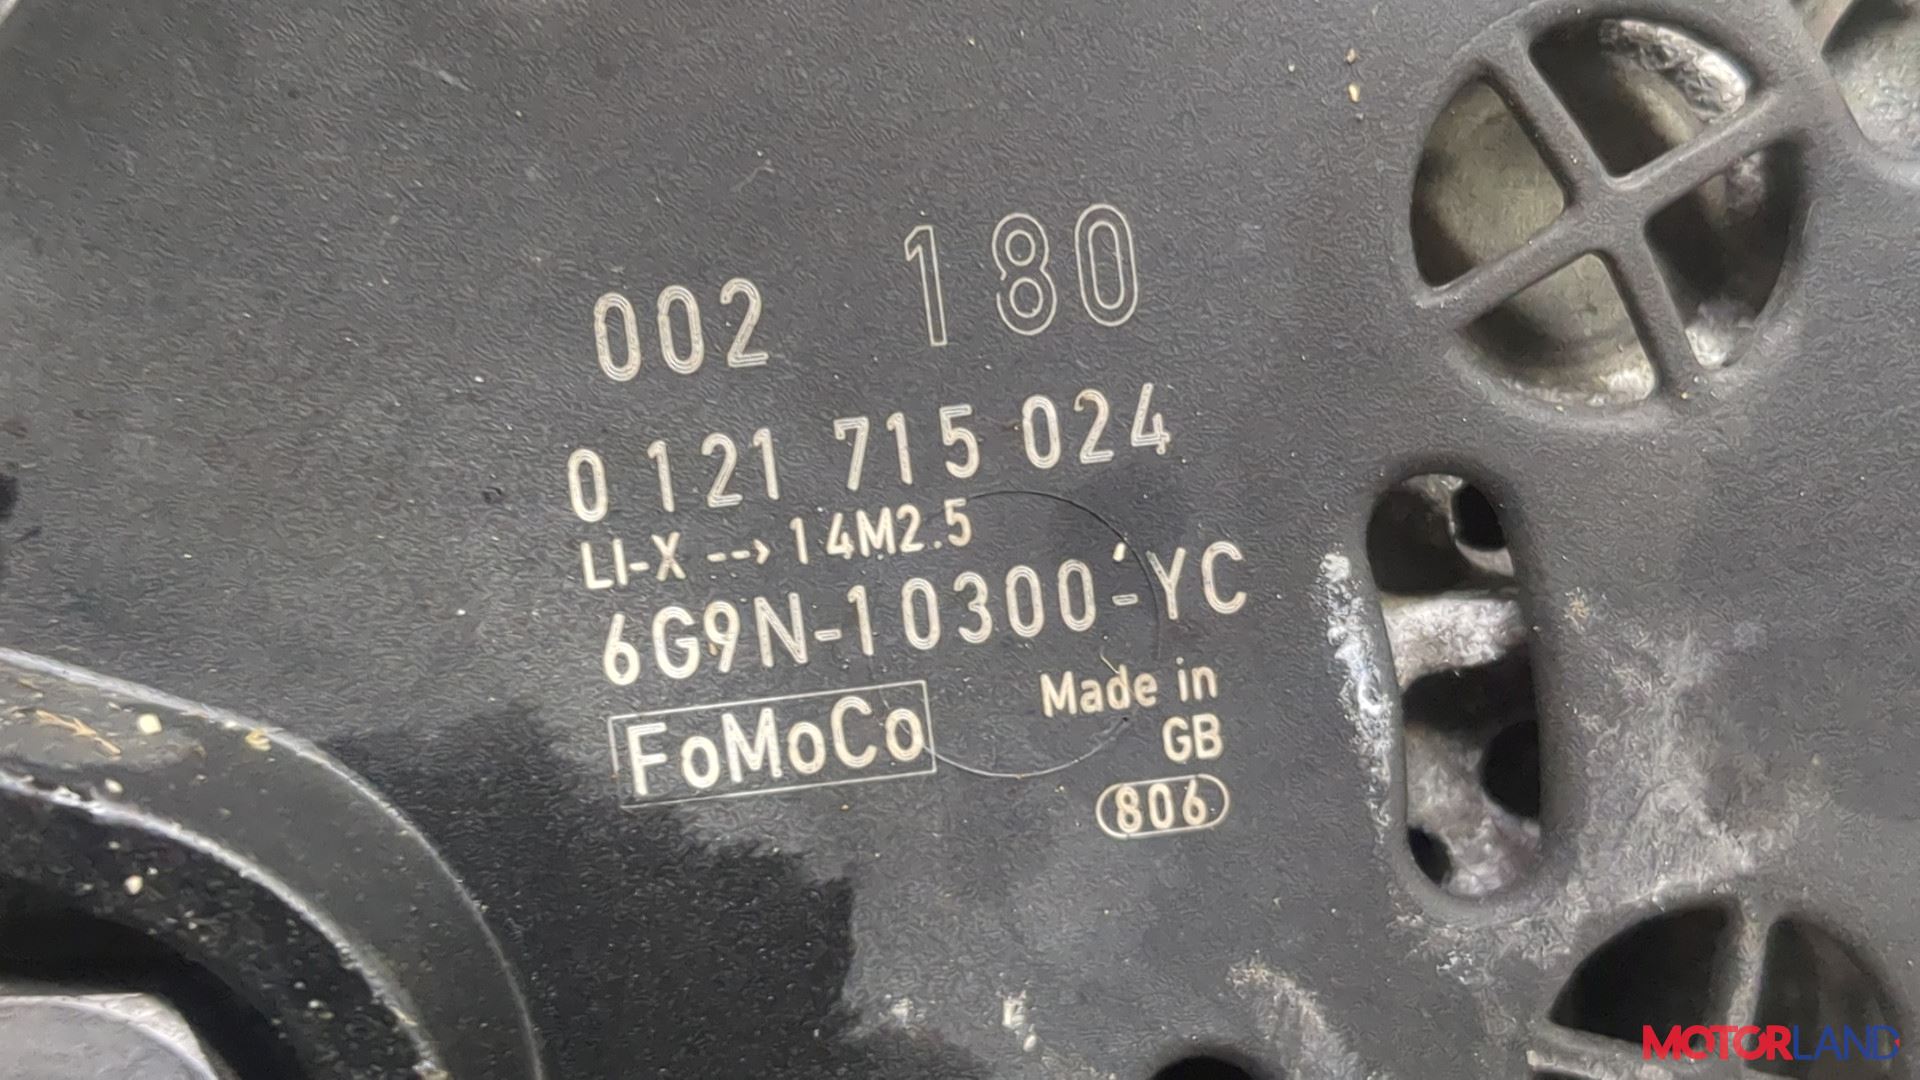 002 180
0 121 715 024
LI-X --> 14M2.5
6G9N-10300-YC
FoMoCo
Made in
GB
806
MOTORLAND